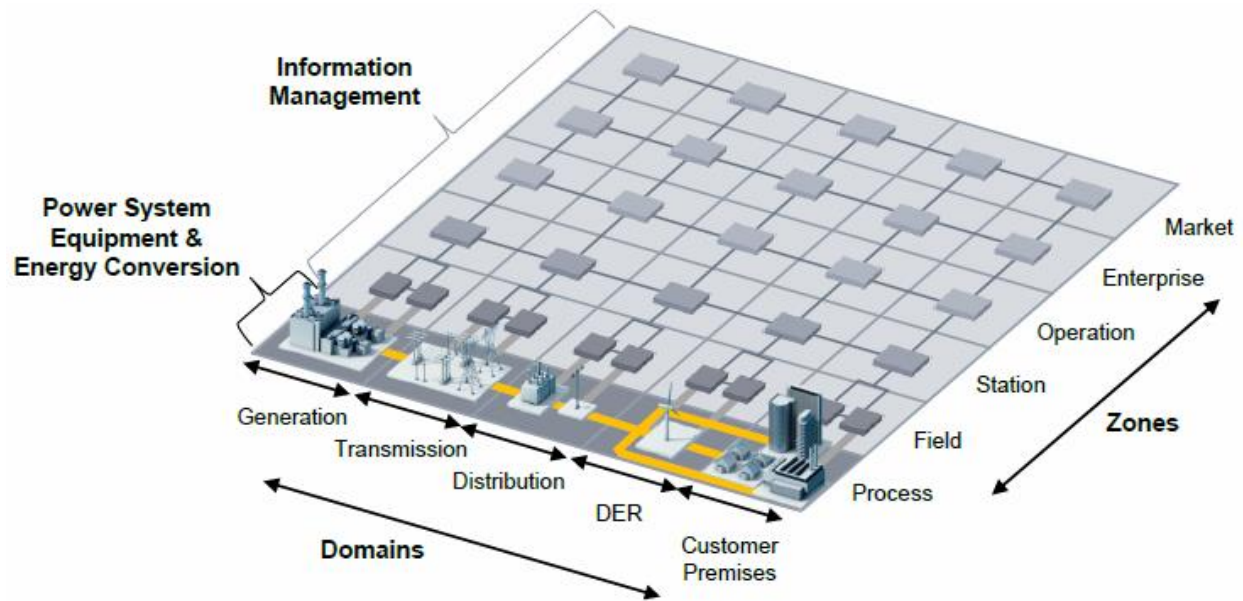 Information
Management
Power System
Equipment &
Energy Conversion
Market
Enterprise
Operation
Station
Field
Process
Zones
Generation
Transmission
Distribution
DER
Customer
Premises
Domains